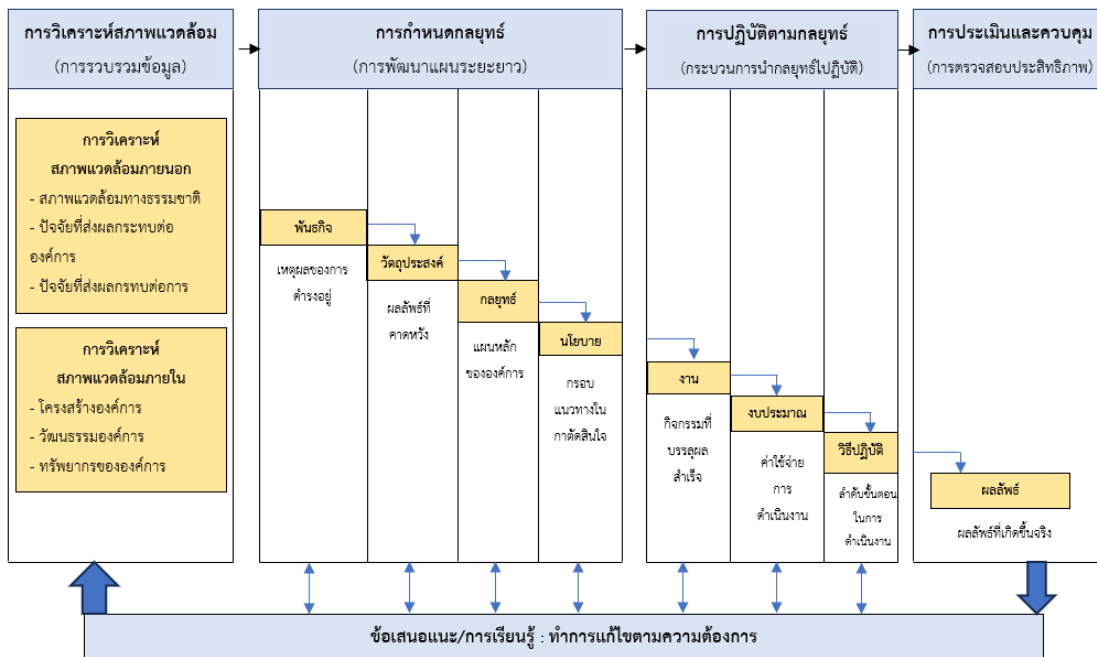 การวิเคราะห์สภาพแวดล้อม
(การรวบรวมข้อมูล)
การกำหนดกลยุทธ์
(การพัฒนาแผนระยะยาว)
การปฏิบัติตามกลยุทธ์
(กระบวนการนำกลยุทธ์ไปฏิบัติ)
การประเมินและควบคุม
(การตรวจสอบประสิทธิภาพ)
การวิเคราะห์
สภาพแวดล้อมภายนอก
- สภาพแวดล้อมทางธรรมชาติ
- ปัจจัยที่ส่งผลกระทบต่อ
องค์การ
- ปัจจัยที่ส่งผลกรทบต่อการ
การวิเคราะห์
สภาพแวดล้อมภายใน
- โครงสร้างองค์การ
- วัฒนธรรมองค์การ
- ทรัพยากรขององค์การ
พันธกิจ
เหตุผลของการ
ดำรงอยู่
วัตถุประสงค์
ผลลัพธ์ที่
คาดหวัง
กลยุทธ์
แผนหลัก
ขององค์การ
นโยบาย
กรอบ
แนวทางใน
กาตัดสินใจ
งาน
กิจกรรมที่
บรรลุผล
สำเร็จ
งบประมาณ
ค่าใช้จ่าย
การ
ดำเนินงาน
วิธีปฏิบัติ
ลำดับขั้นตอน
ในการ
ดำเนินงาน
ผลลัพธ์
ผลลัพธ์ที่เกิดขึ้นจริง
ข้อเสนอแนะ/การเรียนรู้ : ทำการแก้ไขตามความต้องการ